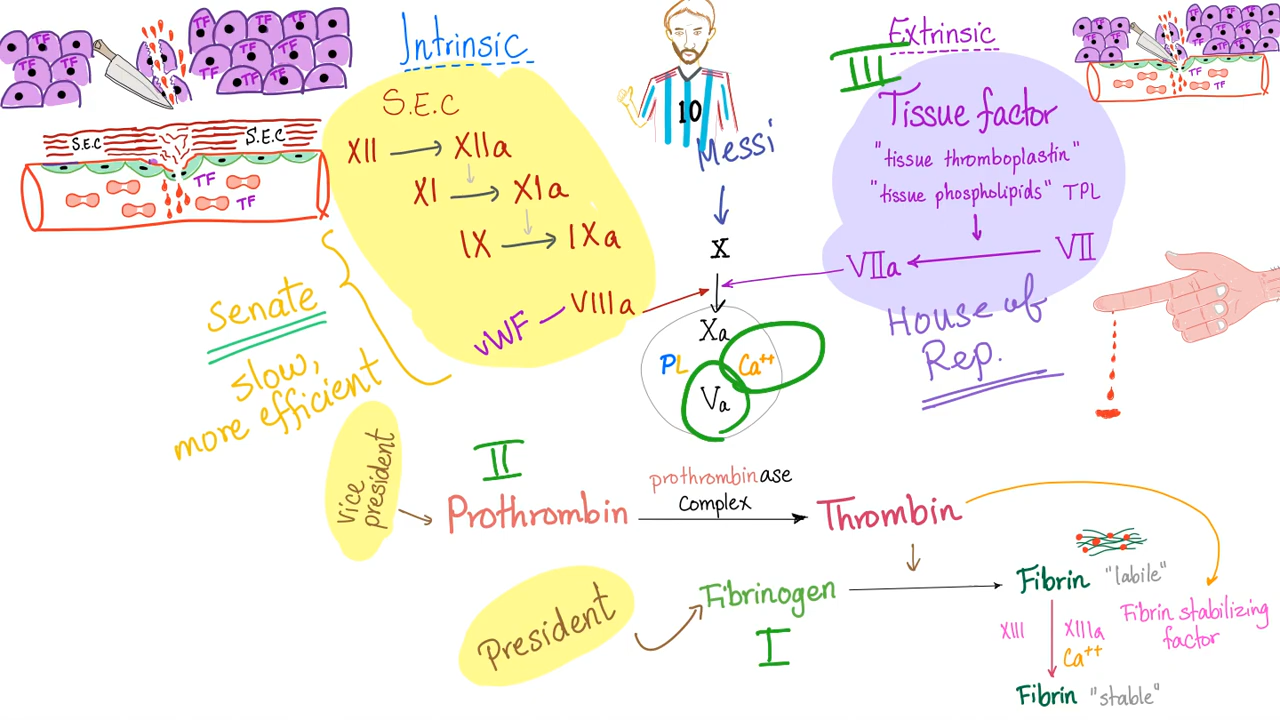 TF TF TF TF
TF TF TF TF TF
S.E.C S.E.C
TF
TF
Intrinsic
S.E.C
XII → XIIa
XI → XIa
IX → IXa
vWF – VIIIa
senate
slow,
more efficient
10
Messi
X
Xa
PL Ca++
Va
Extrinsic
III
Tissue factor
"tissue thromboplastin"
"tissue phospholipids" TPL
VIIa ← VII
House of
Rep.
TF TF TF
TF
TF
TF
vice
president
II
Prothrombin
prothrombinase
Complex
Thrombin
President
Fibrinogen
I
Fibrin "labile"
XIII XIIIa
Ca++
Fibrin stabilizing
factor
Fibrin "stable"